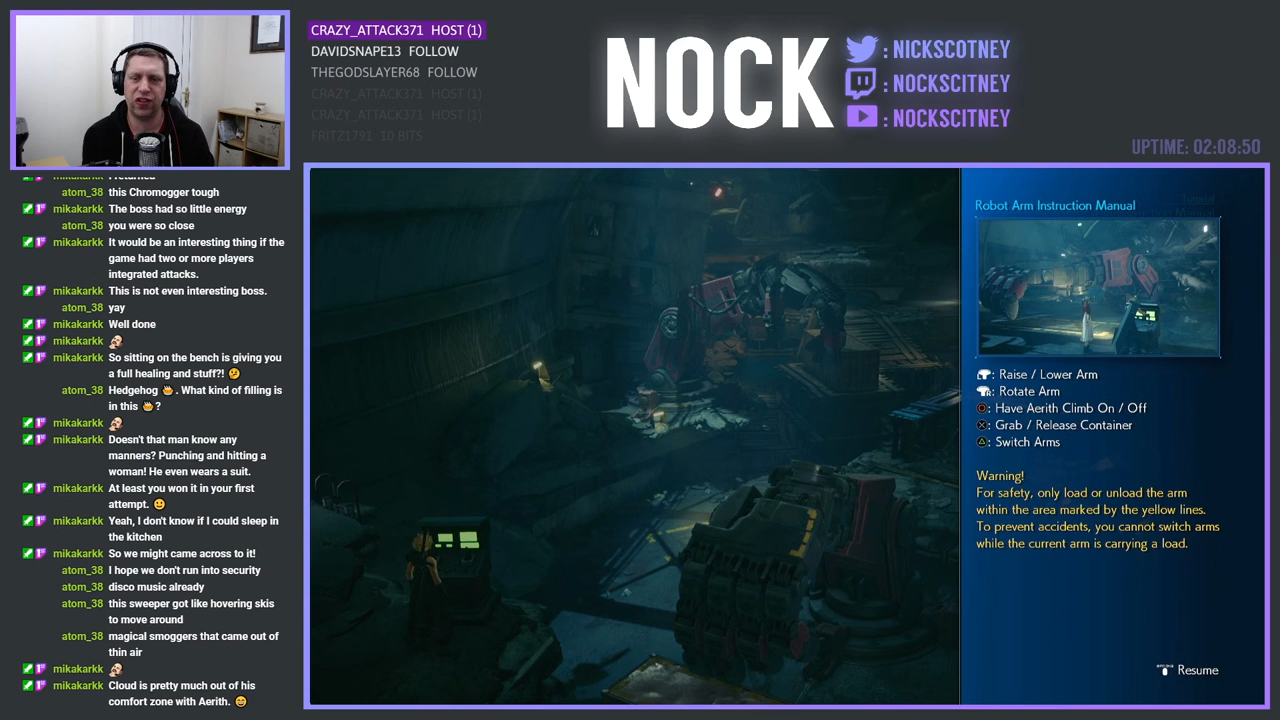 CRAZY_ATTACK371 HOST (1)
DAVIDSNAPE13 FOLLOW
THEGODSLAYER68 FOLLOW
CRAZY_ATTACK371 HOST (1)
CRAZY_ATTACK371 HOST (1)
FRITZ1791 10 BITS
NOCK
: NICKSCOTNEY
: NOCKSCITNEY
: NOCKSCITNEY
UPTIME: 02:08:50
mikakarkk I returned
atom_38 this Chromogger tough
mikakarkk The boss had so little energy
atom_38 you were so close
mikakarkk It would be an interesting thing if the
game had two or more players
integrated attacks.
mikakarkk This is not even interesting boss.
atom_38 yay
mikakarkk Well done
mikakarkk
mikakarkk So sitting on the bench is giving you
a full healing and stuff?! 🤨
atom_38 Hedgehog 🥧. What kind of filling is
in this 🥧 ?
mikakarkk
mikakarkk Doesn't that man know any
manners? Punching and hitting a
woman! He even wears a suit.
mikakarkk At least you won it in your first
attempt. 🙂
mikakarkk Yeah, I don't know if I could sleep in
the kitchen
mikakarkk So we might came across to it!
atom_38 I hope we don't run into security
atom_38 disco music already
atom_38 this sweeper got like hovering skis
to move around
atom_38 magical smoggers that came out of
thin air
mikakarkk
mikakarkk Cloud is pretty much out of his
comfort zone with Aerith. 😄
Robot Arm Instruction Manual
: Raise / Lower Arm
: Rotate Arm
: Have Aerith Climb On / Off
: Grab / Release Container
: Switch Arms
Warning!
For safety, only load or unload the arm
within the area marked by the yellow lines.
To prevent accidents, you cannot switch arms
while the current arm is carrying a load.
Resume